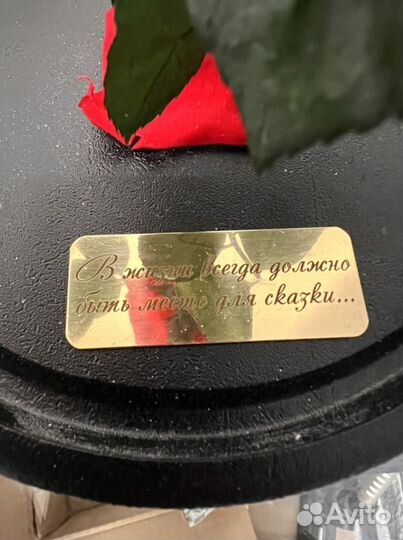 В жизни всегда должно
быть место для сказки...
Avito